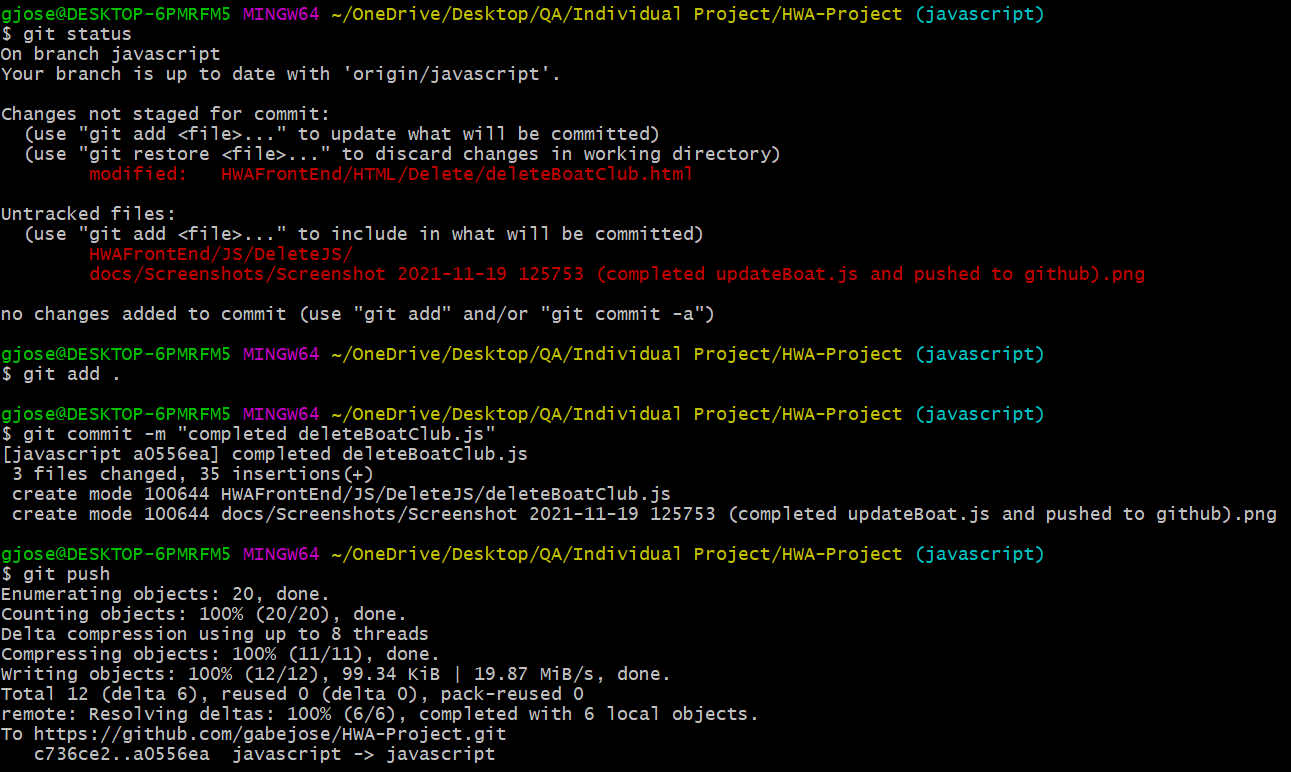 gjose@DESKTOP-6PMRFM5 MINGW64 ~/OneDrive/Desktop/QA/Individual Project/HWA-Project (javascript)
$ git status
On branch javascript
Your branch is up to date with 'origin/javascript'.

Changes not staged for commit:
  (use "git add <file>..." to update what will be committed)
  (use "git restore <file>..." to discard changes in working directory)
        modified:   HWAFrontEnd/HTML/Delete/deleteBoatClub.html

Untracked files:
  (use "git add <file>..." to include in what will be committed)
        HWAFrontEnd/JS/DeleteJS/
        docs/Screenshots/Screenshot 2021-11-19 125753 (completed updateBoat.js and pushed to github).png

no changes added to commit (use "git add" and/or "git commit -a")

gjose@DESKTOP-6PMRFM5 MINGW64 ~/OneDrive/Desktop/QA/Individual Project/HWA-Project (javascript)
$ git add .

gjose@DESKTOP-6PMRFM5 MINGW64 ~/OneDrive/Desktop/QA/Individual Project/HWA-Project (javascript)
$ git commit -m "completed deleteBoatClub.js"
[javascript a0556ea] completed deleteBoatClub.js
 3 files changed, 35 insertions(+)
 create mode 100644 HWAFrontEnd/JS/DeleteJS/deleteBoatClub.js
 create mode 100644 docs/Screenshots/Screenshot 2021-11-19 125753 (completed updateBoat.js and pushed to github).png

gjose@DESKTOP-6PMRFM5 MINGW64 ~/OneDrive/Desktop/QA/Individual Project/HWA-Project (javascript)
$ git push
Enumerating objects: 20, done.
Counting objects: 100% (20/20), done.
Delta compression using up to 8 threads
Compressing objects: 100% (11/11), done.
Writing objects: 100% (12/12), 99.34 KiB | 19.87 MiB/s, done.
Total 12 (delta 6), reused 0 (delta 0), pack-reused 0
remote: Resolving deltas: 100% (6/6), completed with 6 local objects.
To https://github.com/gabejose/HWA-Project.git
   c736ce2..a0556ea  javascript -> javascript